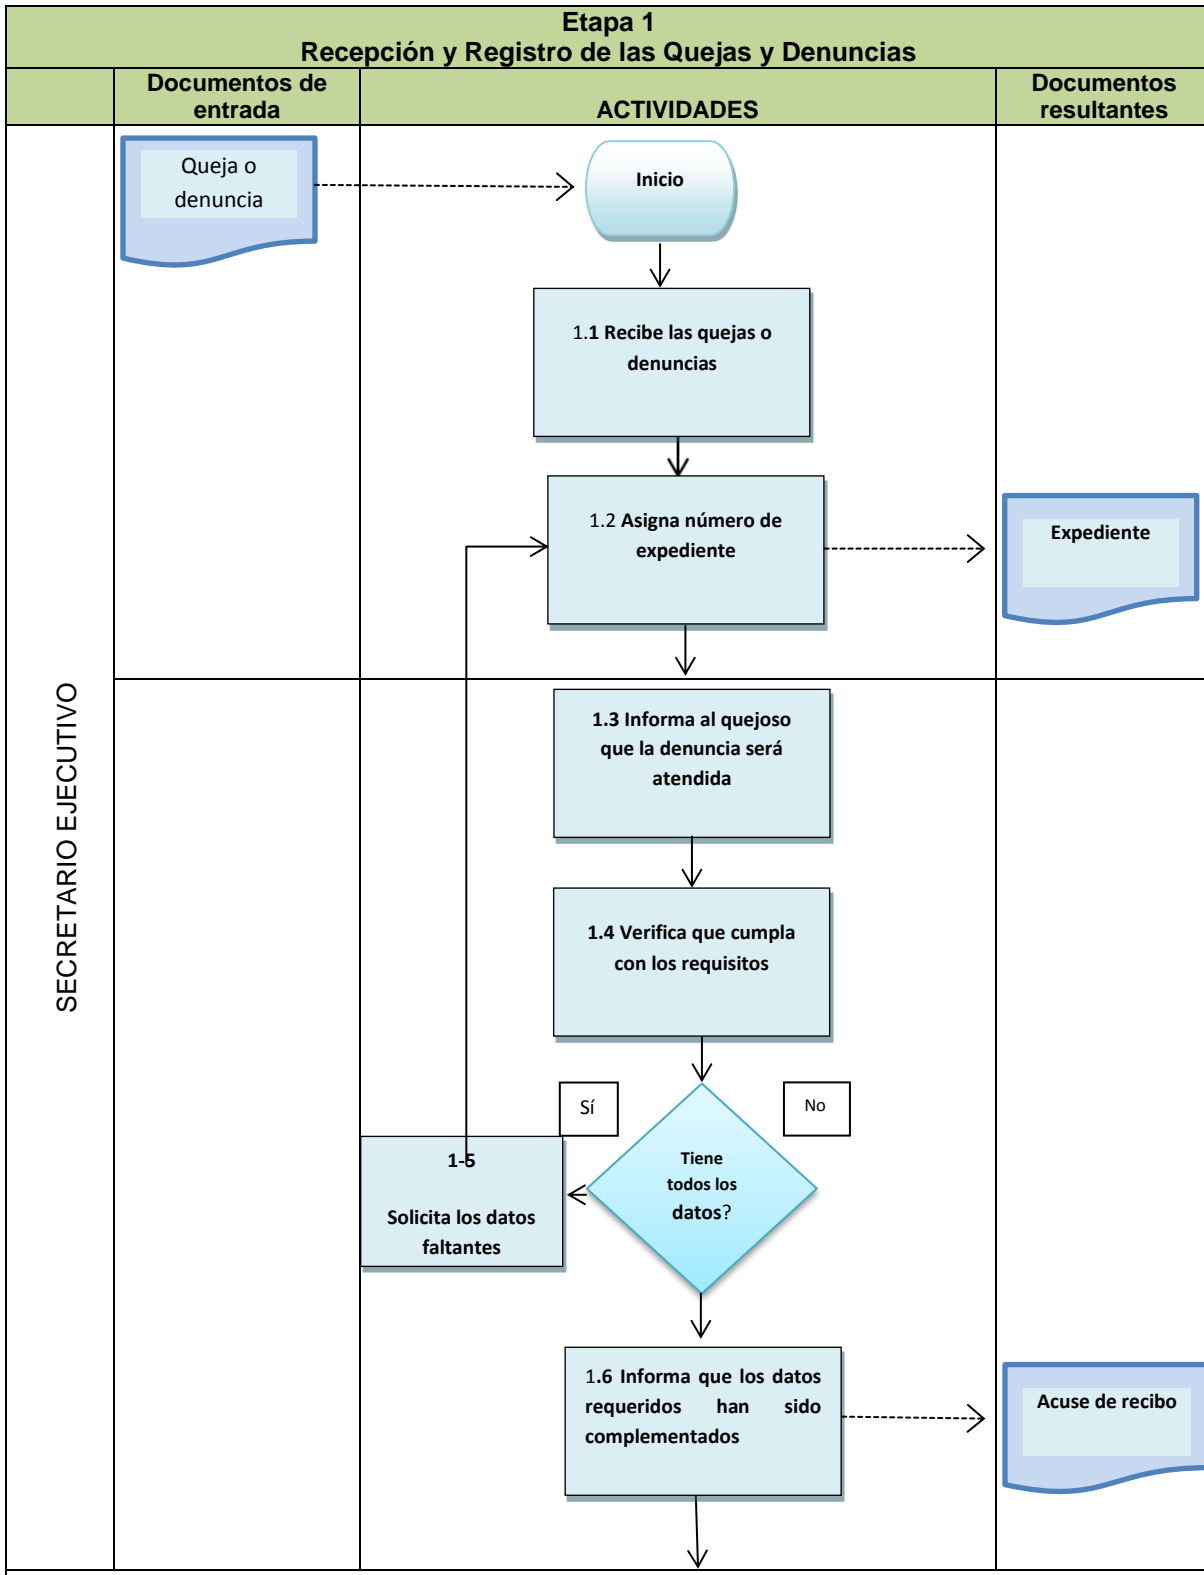 Etapa 1
Recepción y Registro de las Quejas y Denuncias
Documentos de
entrada
ACTIVIDADES
Documentos
resultantes
SECRETARIO EJECUTIVO
Queja o
denuncia
Inicio
1.1 Recibe las quejas o
denuncias
1.2 Asigna número de
expediente
Expediente
1.3 Informa al quejoso
que la denuncia será
atendida
1.4 Verifica que cumpla
con los requisitos
Sí
No
Tiene
todos los
datos?
1-5
Solicita los datos
faltantes
1.6 Informa que los datos
requeridos han sido
complementados
Acuse de recibo